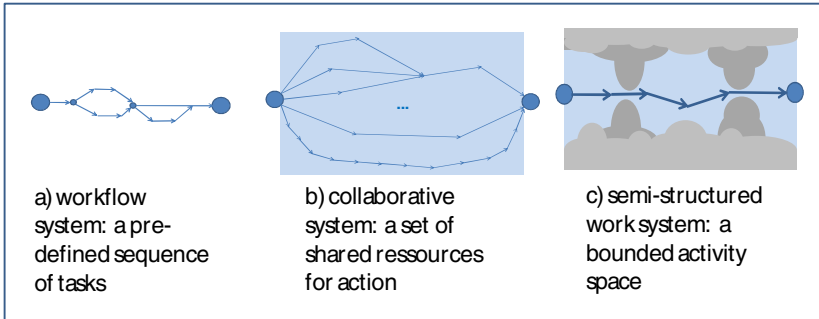 ...
a) workflow
system: a pre-
defined sequence
of tasks
b) collaborative
system: a set of
shared ressources
for action
c) semi-structured
work system: a
bounded activity
space